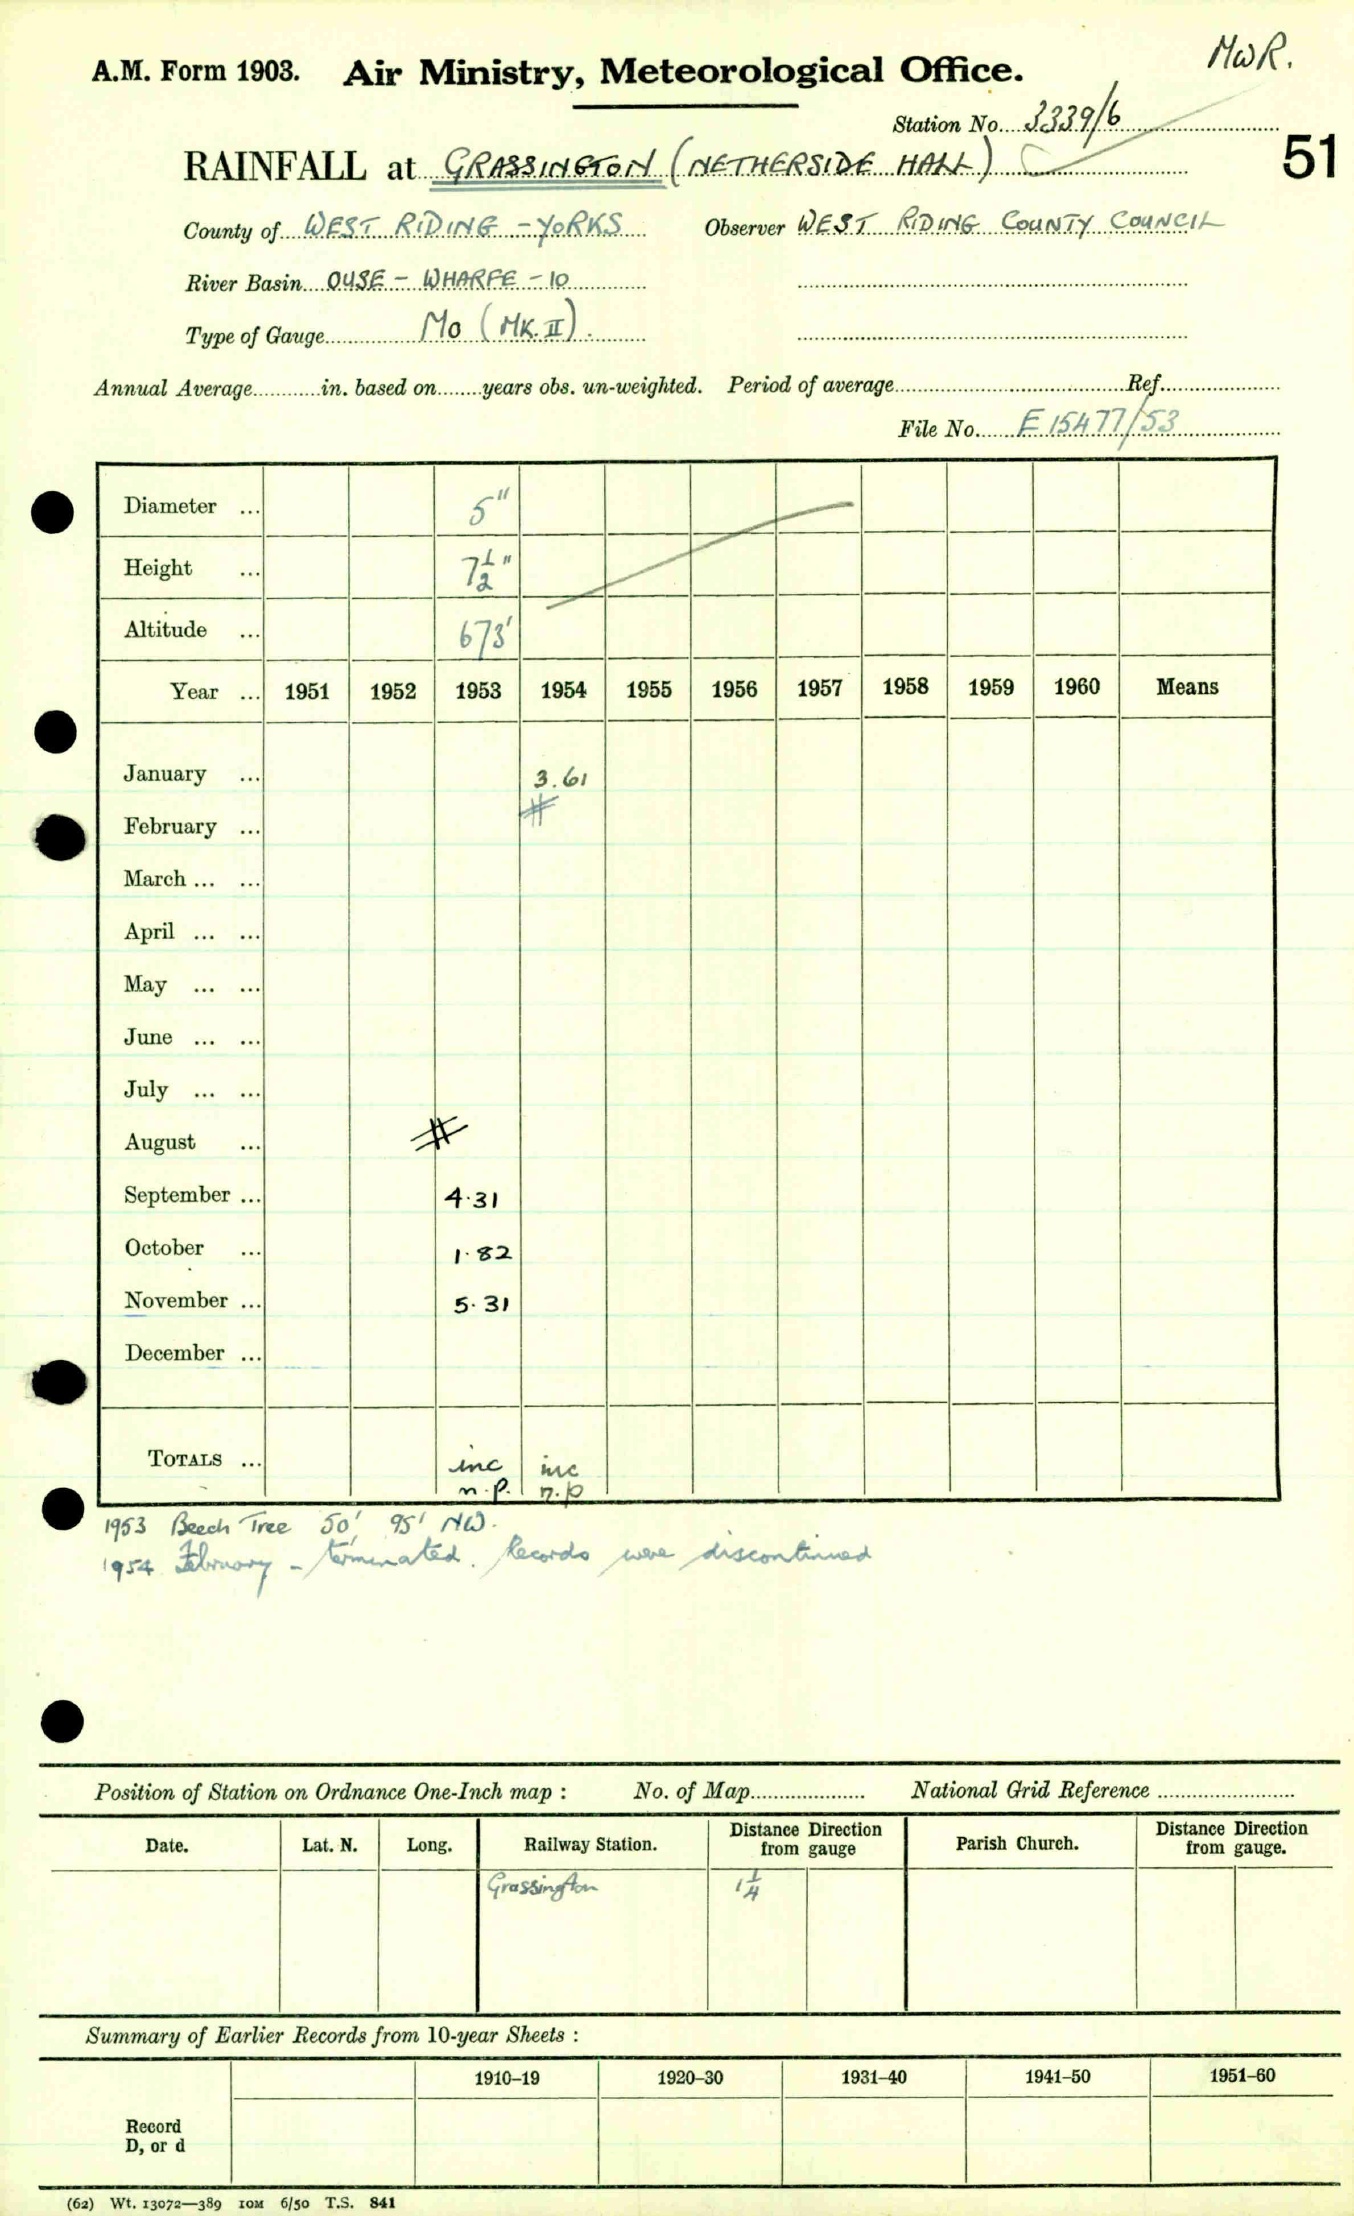 MWR.
A.M. Form 1903. Air Ministry, Meteorological Office.
Station No....3339/6
51
RAINFALL at GRASSINGTON (NETHERSIDE HALL)
County of....WEST RIDING - YORKS Observer WEST RIDING COUNTY COUNCIL
River Basin....OUSE - WHARFE - 10
Type of Gauge....Mo (MK. II).
Annual Average............in. based on........years obs. un-weighted. Period of average............Ref............
File No......E 15477/53
Diameter ... 5"
Height ... 7½"
Altitude ... 673'
Year ... 1951 1952 1953 1954 1955 1956 1957 1958 1959 1960 Means
January ... 3.61
February ... #
March ... ...
April ... ...
May ... ...
June ... ...
July ... ...
August ... #
September ... 4.31
October ... 1.82
November ... 5.31
December ...
TOTALS ... inc inc
n.p. n.p
1953 Beech Tree 50', 95' NW.
1954 February - terminated. Records were discontinued
Position of Station on Ordnance One-Inch map : No. of Map.................... National Grid Reference ........................
Date. Lat. N. Long. Railway Station. Distance Direction from gauge Parish Church. Distance Direction from gauge.
Grassington 1¼
Summary of Earlier Records from 10-year Sheets :
1910–19 1920–30 1931–40 1941–50 1951–60
Record
D, or d
(62) Wt. 13072—389 10M 6/50 T.S. 841